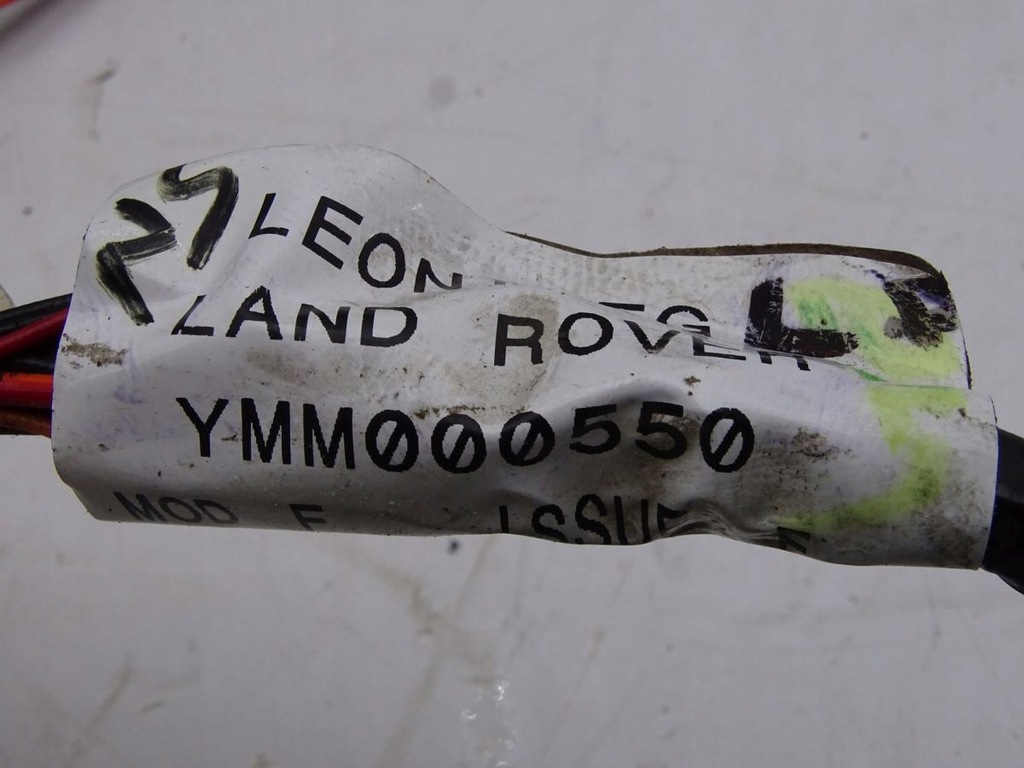 LEON
LAND ROVER
YMM000550
MOD E ISSUE E